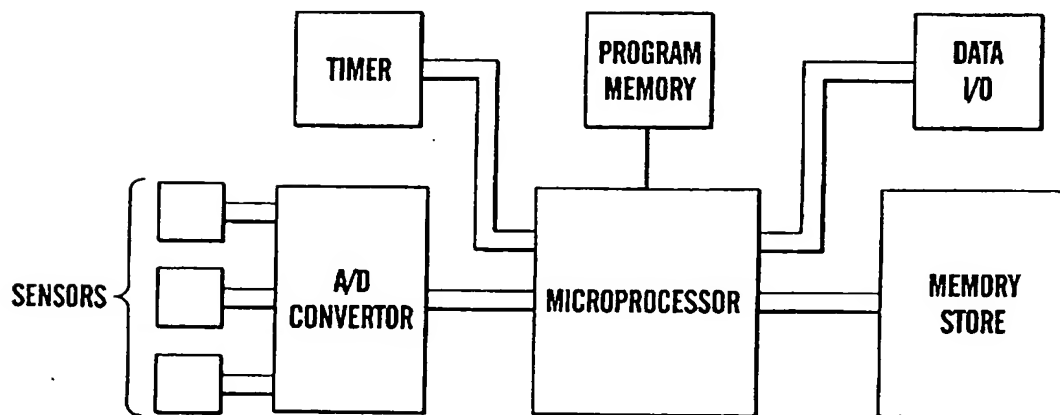 TIMER
PROGRAM
MEMORY
DATA
I/O
SENSORS
A/D
CONVERTOR
MICROPROCESSOR
MEMORY
STORE